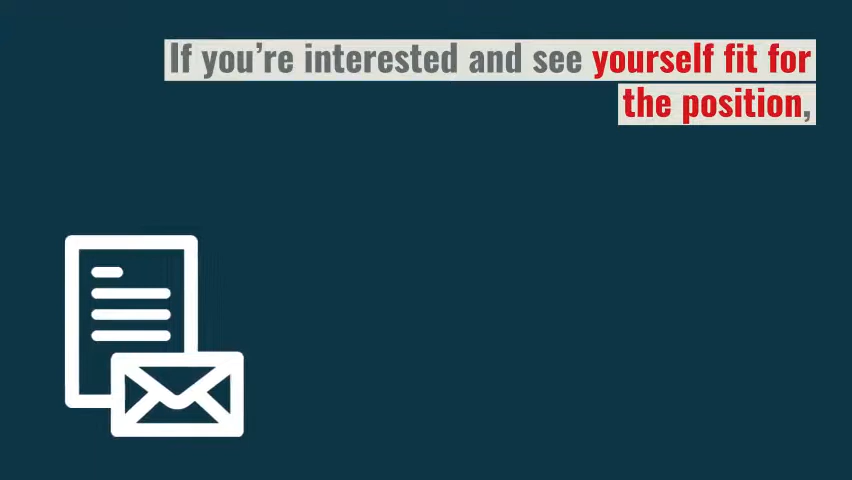 If you’re interested and see yourself fit for
the position,